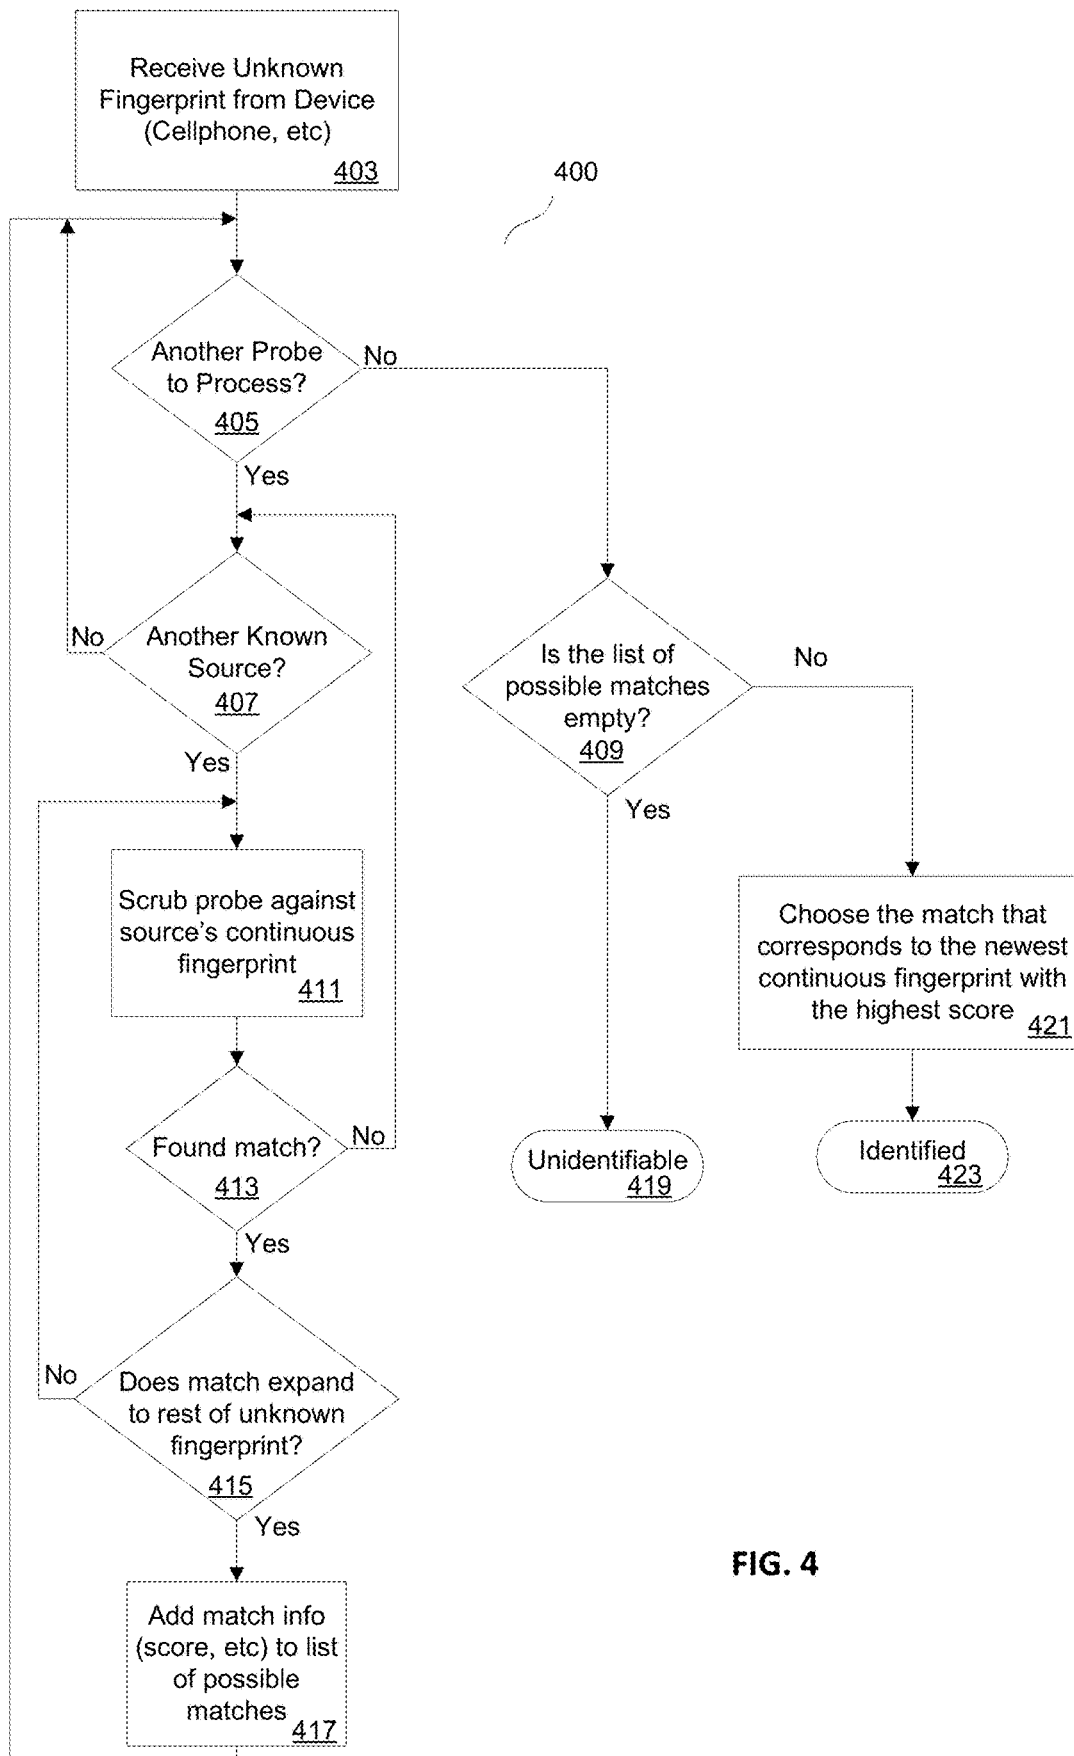 Receive Unknown
Fingerprint from Device
(Cellphone, etc)
403
400
Another Probe
to Process?
405
No
Yes
Another Known
Source?
407
No
Yes
Is the list of
possible matches
empty?
409
No
Yes
Scrub probe against
source's continuous
fingerprint
411
Choose the match that
corresponds to the newest
continuous fingerprint with
the highest score
421
Found match?
413
No
Yes
Unidentifiable
419
Identified
423
Does match expand
to rest of unknown
fingerprint?
415
No
Yes
Add match info
(score, etc) to list
of possible
matches
417
FIG. 4